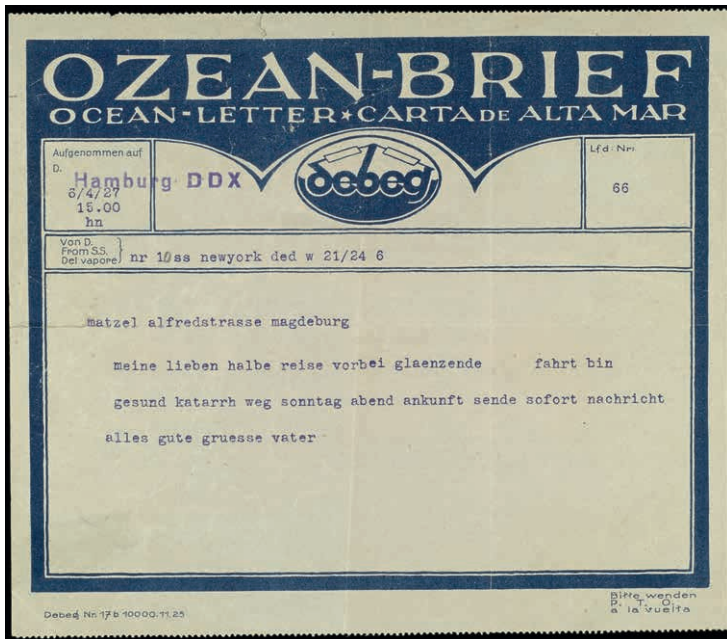 OZEAN-BRIEF
OCEAN-LETTER★CARTA DE ALTA MAR
Aufgenommen auf
D.
Hamburg DDX
6/4/27
15.00
hn
debeg
Lfd. Nr.
66
Von D.
From S.S.
Del vapore
nr 10ss newyork ded w 21/24 6
matzel alfredstrasse magdeburg
meine lieben halbe reise vorbei glaenzende fahrt bin
gesund katarrh weg sonntag abend ankunft sende sofort nachricht
alles gute gruesse vater
Debeg Nr. 17b 10000.11.25
Bitte wenden
P. T. O.
a la vuelta